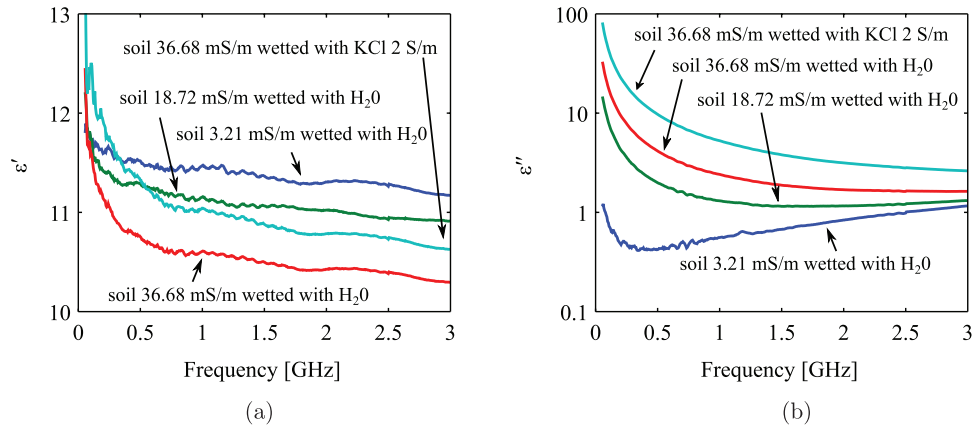 13
12
11
10
ε′
soil 36.68 mS/m wetted with KCl 2 S/m
soil 18.72 mS/m wetted with H₂0
soil 3.21 mS/m wetted with H₂0
soil 36.68 mS/m wetted with H₂0
0 0.5 1 1.5 2 2.5 3
Frequency [GHz]
(a)
100
10
1
0.1
ε″
soil 36.68 mS/m wetted with KCl 2 S/m
soil 36.68 mS/m wetted with H₂0
soil 18.72 mS/m wetted with H₂0
soil 3.21 mS/m wetted with H₂0
0 0.5 1 1.5 2 2.5 3
Frequency [GHz]
(b)